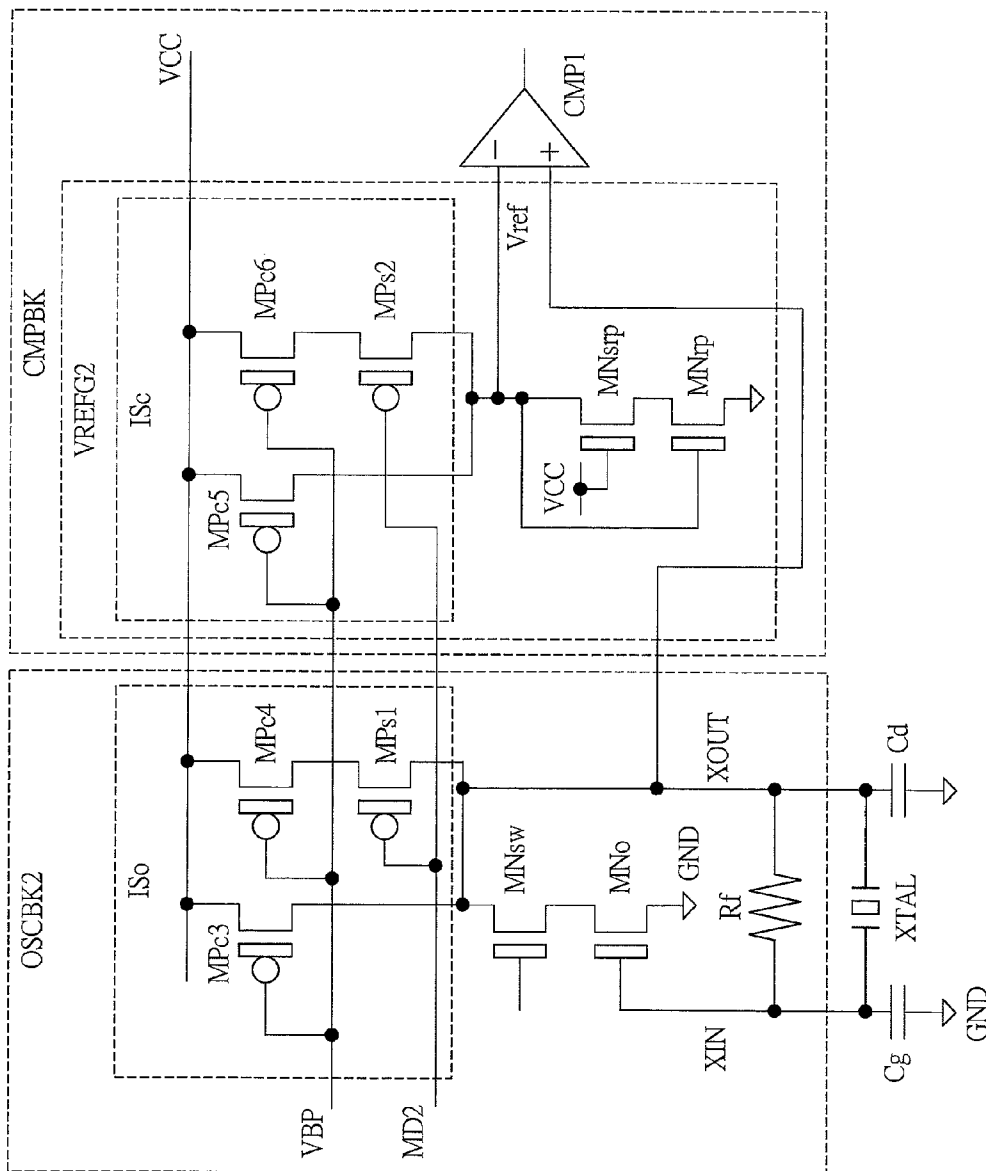 OSCBK2
CMPBK
VREFG2
ISo
ISc
VCC
MPc3
MPc4
MPc5
MPc6
VBP
MPs1
MPs2
MD2
MNsw
MNo
GND
VCC
MNsrp
MNrp
Vref
CMP1
−
+
XIN
XOUT
Rf
Cg
XTAL
Cd
GND